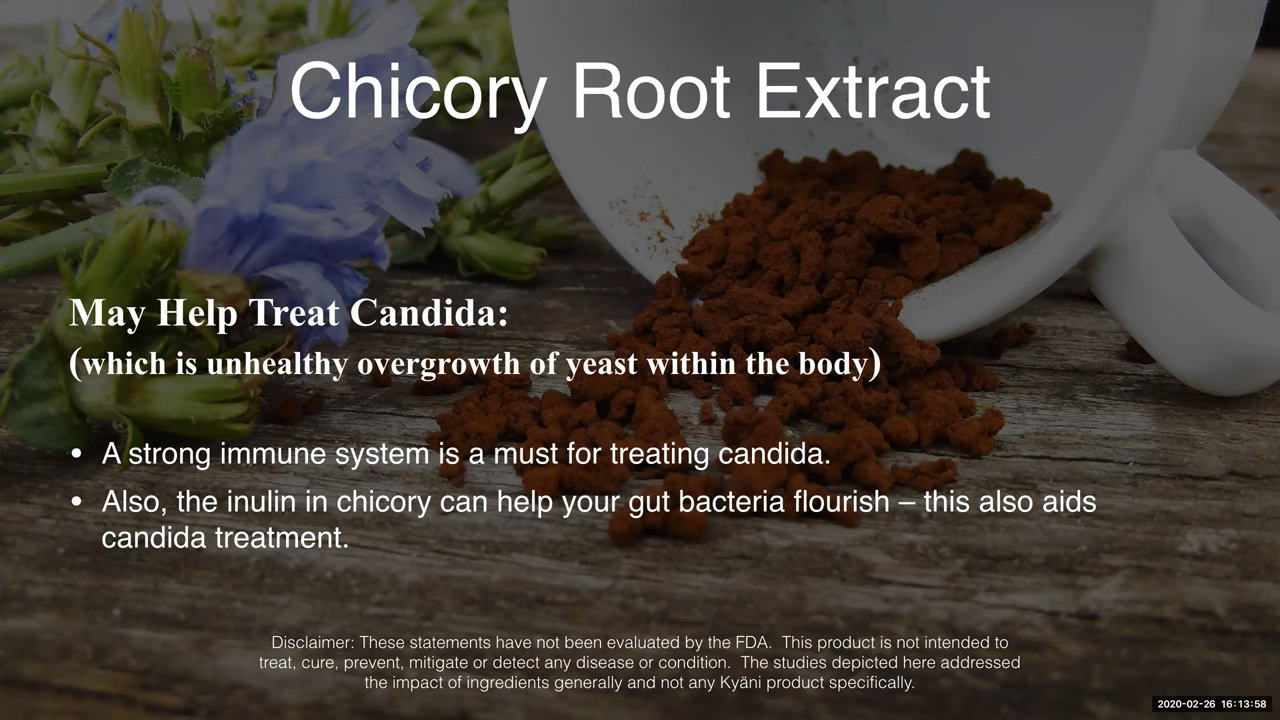 Chicory Root Extract
May Help Treat Candida:
(which is unhealthy overgrowth of yeast within the body)
• A strong immune system is a must for treating candida.
• Also, the inulin in chicory can help your gut bacteria flourish – this also aids
candida treatment.
Disclaimer: These statements have not been evaluated by the FDA.  This product is not intended to
treat, cure, prevent, mitigate or detect any disease or condition.  The studies depicted here addressed
the impact of ingredients generally and not any Kyäni product specifically.
2020-02-26 16:13:58